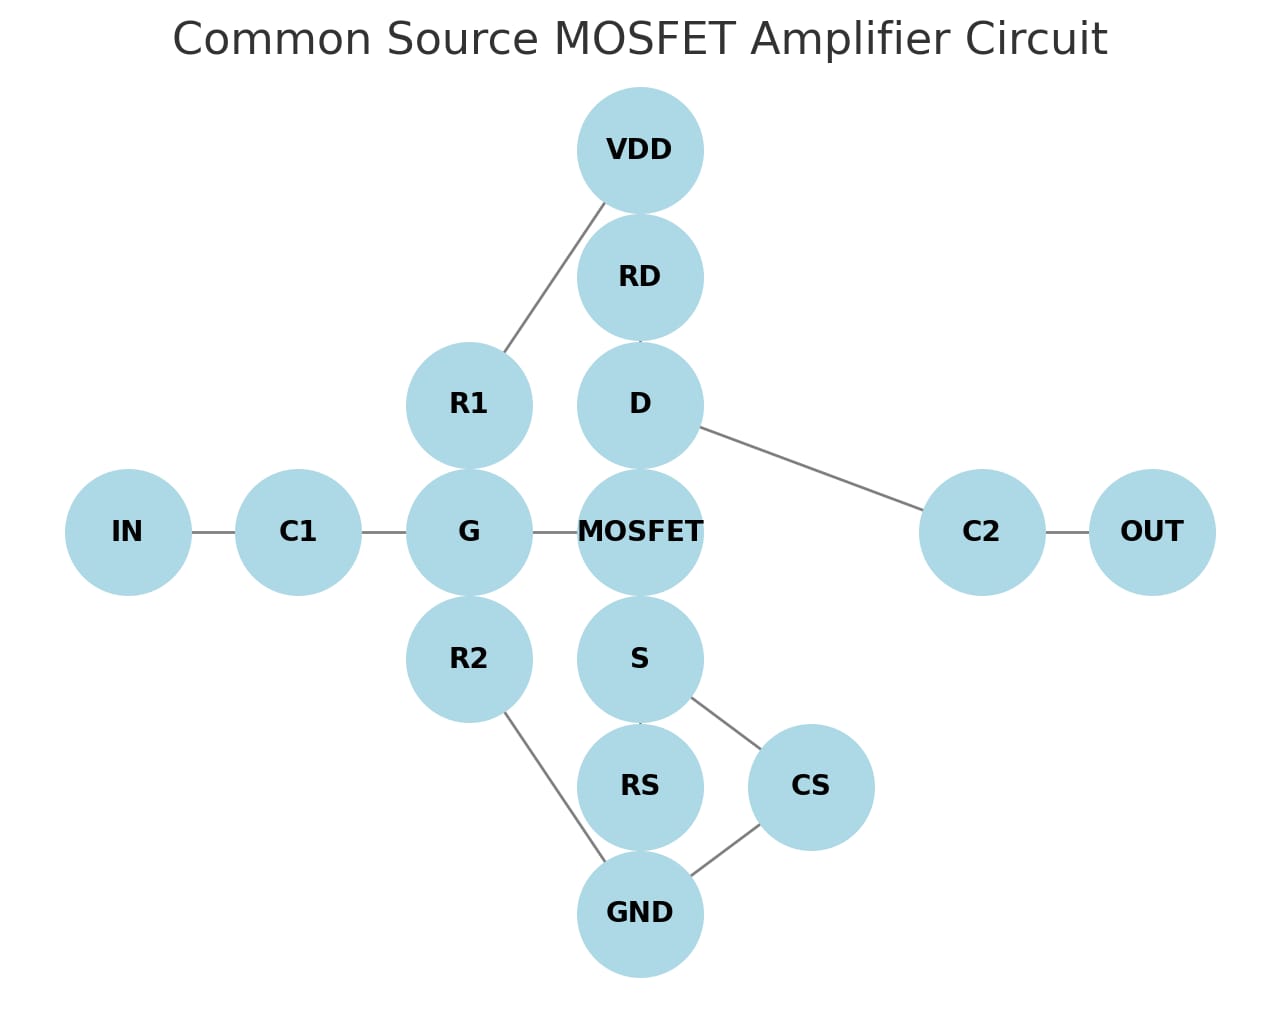 Common Source MOSFET Amplifier Circuit
VDD
RD
R1
D
IN
C1
G
MOSFET
C2
OUT
R2
S
RS
CS
GND